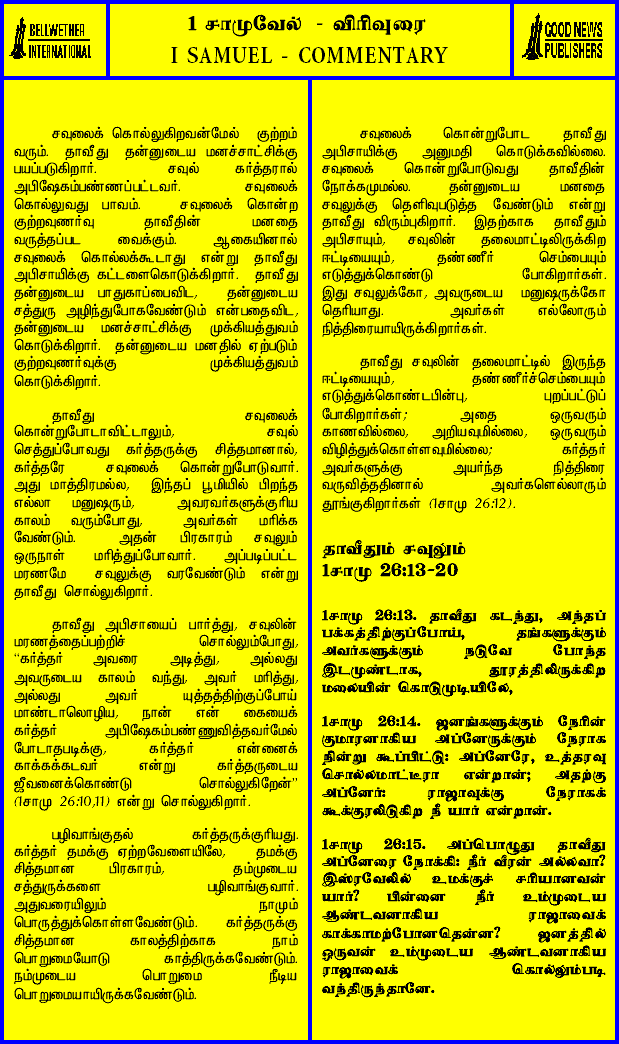 BELLWETHER
INTERNATIONAL
1 சாமுவேல் - விரிவுரை
I SAMUEL - COMMENTARY
GOOD NEWS
PUBLISHERS
சவுலைக் கொல்லுகிறவன்மேல் குற்றம்
வரும். தாவீது தன்னுடைய மனச்சாட்சிக்கு
பயப்படுகிறார். சவுல் கர்த்தரால்
அபிஷேகம்பண்ணப்பட்டவர். சவுலைக்
கொல்லுவது பாவம். சவுலைக் கொன்ற
குற்றவுணர்வு தாவீதின் மனதை
வருத்தப்பட வைக்கும். ஆகையினால்
சவுலைக் கொல்லக்கூடாது என்று தாவீது
அபிசாயிக்கு கட்டளைகொடுக்கிறார். தாவீது
தன்னுடைய பாதுகாப்பைவிட, தன்னுடைய
சத்துரு அழிந்துபோகவேண்டும் என்பதைவிட,
தன்னுடைய மனச்சாட்சிக்கு முக்கியத்துவம்
கொடுக்கிறார். தன்னுடைய மனதில் ஏற்படும்
குற்றவுணர்வுக்கு முக்கியத்துவம்
கொடுக்கிறார்.
தாவீது சவுலைக்
கொன்றுபோடாவிட்டாலும், சவுல்
செத்துப்போவது கர்த்தருக்கு சித்தமானால்,
கர்த்தரே சவுலைக் கொன்றுபோடுவார்.
அது மாத்திரமல்ல, இந்தப் பூமியில் பிறந்த
எல்லா மனுஷரும், அவரவர்களுக்குரிய
காலம் வரும்போது, அவர்கள் மரிக்க
வேண்டும். அதன் பிரகாரம் சவுலும்
ஒருநாள் மரித்துப்போவார். அப்படிப்பட்ட
மரணமே சவுலுக்கு வரவேண்டும் என்று
தாவீது சொல்லுகிறார்.
தாவீது அபிசாயைப் பார்த்து, சவுலின்
மரணத்தைப்பற்றிச் சொல்லும்போது,
“கர்த்தர் அவரை அடித்து, அல்லது
அவருடைய காலம் வந்து, அவர் மரித்து,
அல்லது அவர் யுத்தத்திற்குப்போய்
மாண்டாலொழிய, நான் என் கையைக்
கர்த்தர் அபிஷேகம்பண்ணுவித்தவர்மேல்
போடாதபடிக்கு, கர்த்தர் என்னைக்
காக்கக்கடவர் என்று கர்த்தருடைய
ஜீவனைக்கொண்டு சொல்லுகிறேன்”
(1சாமு 26:10,11) என்று சொல்லுகிறார்.
பழிவாங்குதல் கர்த்தருக்குரியது.
கர்த்தர் தமக்கு ஏற்றவேளையிலே, தமக்கு
சித்தமான பிரகாரம், தம்முடைய
சத்துருக்களை பழிவாங்குவார்.
அதுவரையிலும் நாமும்
பொருத்துக்கொள்ளவேண்டும். கர்த்தருக்கு
சித்தமான காலத்திற்காக நாம்
பொறுமையோடு காத்திருக்கவேண்டும்.
நம்முடைய பொறுமை நீடிய
பொறுமையாயிருக்கவேண்டும்.
சவுலைக் கொன்றுபோட தாவீது
அபிசாயிக்கு அனுமதி கொடுக்கவில்லை.
சவுலைக் கொன்றுபோடுவது தாவீதின்
நோக்கமுமல்ல. தன்னுடைய மனதை
சவுலுக்கு தெளிவுபடுத்த வேண்டும் என்று
தாவீது விரும்புகிறார். இதற்காக தாவீதும்
அபிசாயும், சவுலின் தலைமாட்டிலிருக்கிற
ஈட்டியையும், தண்ணீர் செம்பையும்
எடுத்துக்கொண்டு போகிறார்கள்.
இது சவுலுக்கோ, அவருடைய மனுஷருக்கோ
தெரியாது. அவர்கள் எல்லோரும்
நித்திரையாயிருக்கிறார்கள்.
தாவீது சவுலின் தலைமாட்டில் இருந்த
ஈட்டியையும், தண்ணீர்ச்செம்பையும்
எடுத்துக்கொண்டபின்பு, புறப்பட்டுப்
போகிறார்கள்; அதை ஒருவரும்
காணவில்லை, அறியவுமில்லை, ஒருவரும்
விழித்துக்கொள்ளவுமில்லை; கர்த்தர்
அவர்களுக்கு அயர்ந்த நித்திரை
வருவித்ததினால் அவர்களெல்லாரும்
தூங்குகிறார்கள் (1சாமு 26:12).
தாவீதும் சவுலும்
1சாமு 26:13-20
1சாமு 26:13. தாவீது கடந்து, அந்தப்
பக்கத்திற்குப்போய், தங்களுக்கும்
அவர்களுக்கும் நடுவே போந்த
இடமுண்டாக, தூரத்திலிருக்கிற
மலையின் கொடுமுடியிலே,
1சாமு 26:14. ஜனங்களுக்கும் நேரின்
குமாரனாகிய அப்னேருக்கும் நேராக
நின்று கூப்பிட்டு: அப்னேரே, உத்தரவு
சொல்லமாட்டீரா என்றான்; அதற்கு
அப்னேர்: ராஜாவுக்கு நேராகக்
கூக்குரலிடுகிற நீ யார் என்றான்.
1சாமு 26:15. அப்பொழுது தாவீது
அப்னேரை நோக்கி: நீர் வீரன் அல்லவா?
இஸ்ரவேலில் உமக்குச் சரியானவன்
யார்? பின்னை நீர் உம்முடைய
ஆண்டவனாகிய ராஜாவைக்
காக்காமற்போனதென்ன? ஜனத்தில்
ஒருவன் உம்முடைய ஆண்டவனாகிய
ராஜாவைக் கொல்லும்படி
வந்திருந்தானே.